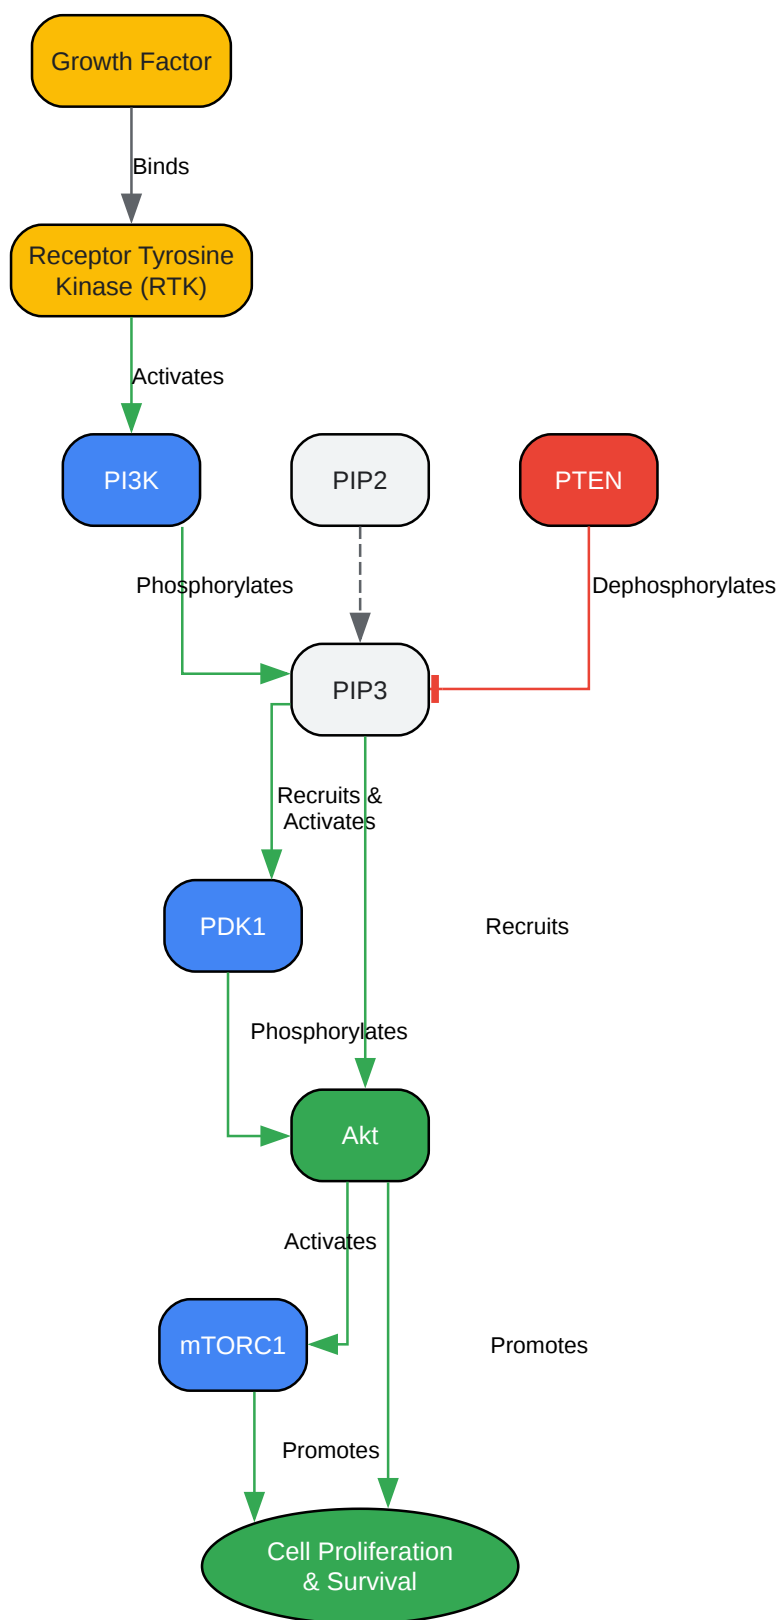 Growth Factor
Binds
Receptor Tyrosine
Kinase (RTK)
Activates
PI3K
PIP2
PTEN
Phosphorylates
Dephosphorylates
PIP3
Recruits &
Activates
PDK1
Recruits
Phosphorylates
Akt
Activates
mTORC1
Promotes
Promotes
Cell Proliferation
& Survival